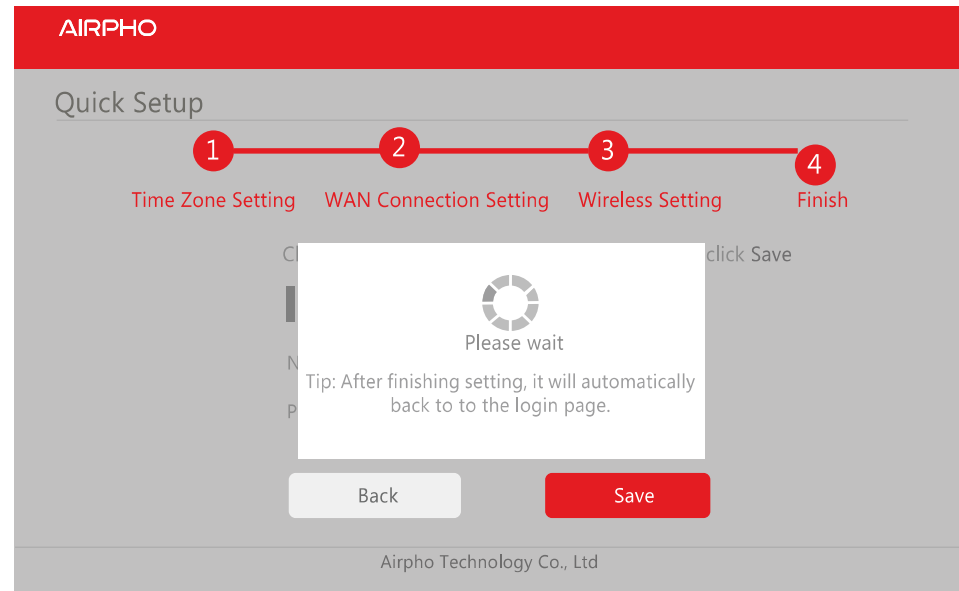 AIRPHO
Quick Setup
1 2 3 4
Time Zone Setting WAN Connection Setting Wireless Setting Finish
click Save
Please wait
Tip: After finishing setting, it will automatically
back to to the login page.
Back Save
Airpho Technology Co., Ltd